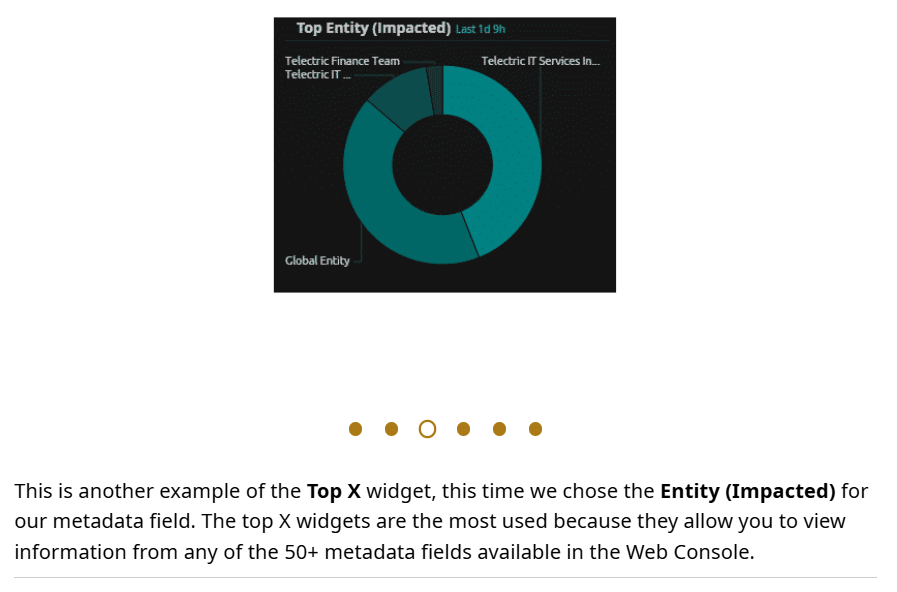 Top Entity (Impacted) Last 1d 9h
Telectric Finance Team
Telectric IT Services In...
Telectric IT ...
Global Entity
This is another example of the Top X widget, this time we chose the Entity (Impacted) for
our metadata field. The top X widgets are the most used because they allow you to view
information from any of the 50+ metadata fields available in the Web Console.